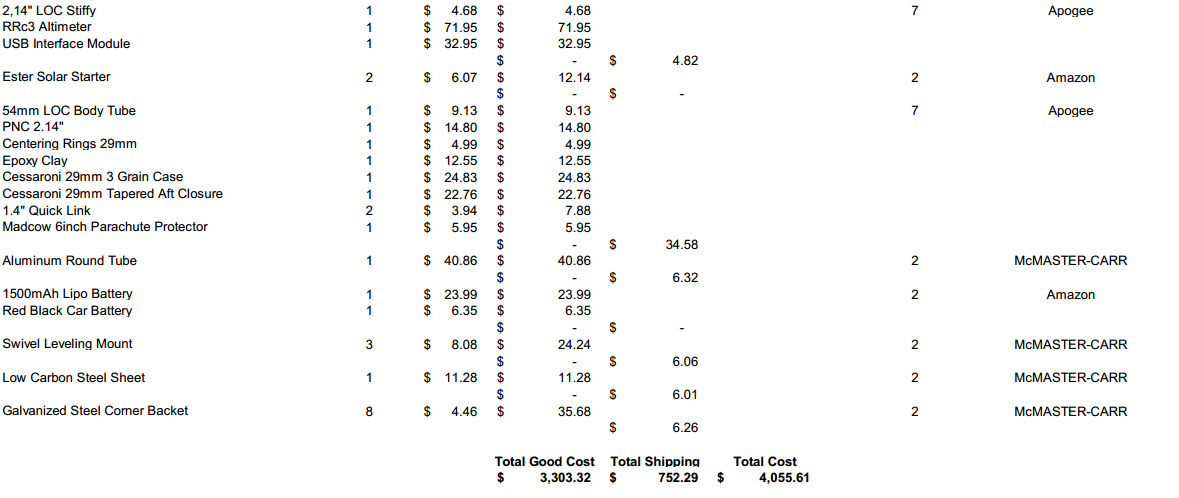 2,14" LOC Stiffy 1 $ 4.68 $ 4.68 7 Apogee
RRc3 Altimeter 1 $ 71.95 $ 71.95
USB Interface Module 1 $ 32.95 $ 32.95
$ - $ 4.82
Ester Solar Starter 2 $ 6.07 $ 12.14 2 Amazon
$ - $ -
54mm LOC Body Tube 1 $ 9.13 $ 9.13 7 Apogee
PNC 2.14" 1 $ 14.80 $ 14.80
Centering Rings 29mm 1 $ 4.99 $ 4.99
Epoxy Clay 1 $ 12.55 $ 12.55
Cessaroni 29mm 3 Grain Case 1 $ 24.83 $ 24.83
Cessaroni 29mm Tapered Aft Closure 1 $ 22.76 $ 22.76
1.4" Quick Link 2 $ 3.94 $ 7.88
Madcow 6inch Parachute Protector 1 $ 5.95 $ 5.95
$ - $ 34.58
Aluminum Round Tube 1 $ 40.86 $ 40.86 2 McMASTER-CARR
$ - $ 6.32
1500mAh Lipo Battery 1 $ 23.99 $ 23.99 2 Amazon
Red Black Car Battery 1 $ 6.35 $ 6.35
$ - $ -
Swivel Leveling Mount 3 $ 8.08 $ 24.24 2 McMASTER-CARR
$ - $ 6.06
Low Carbon Steel Sheet 1 $ 11.28 $ 11.28 2 McMASTER-CARR
$ - $ 6.01
Galvanized Steel Corner Backet 8 $ 4.46 $ 35.68 2 McMASTER-CARR
$ 6.26
Total Good Cost Total Shipping Total Cost
$ 3,303.32 $ 752.29 $ 4,055.61